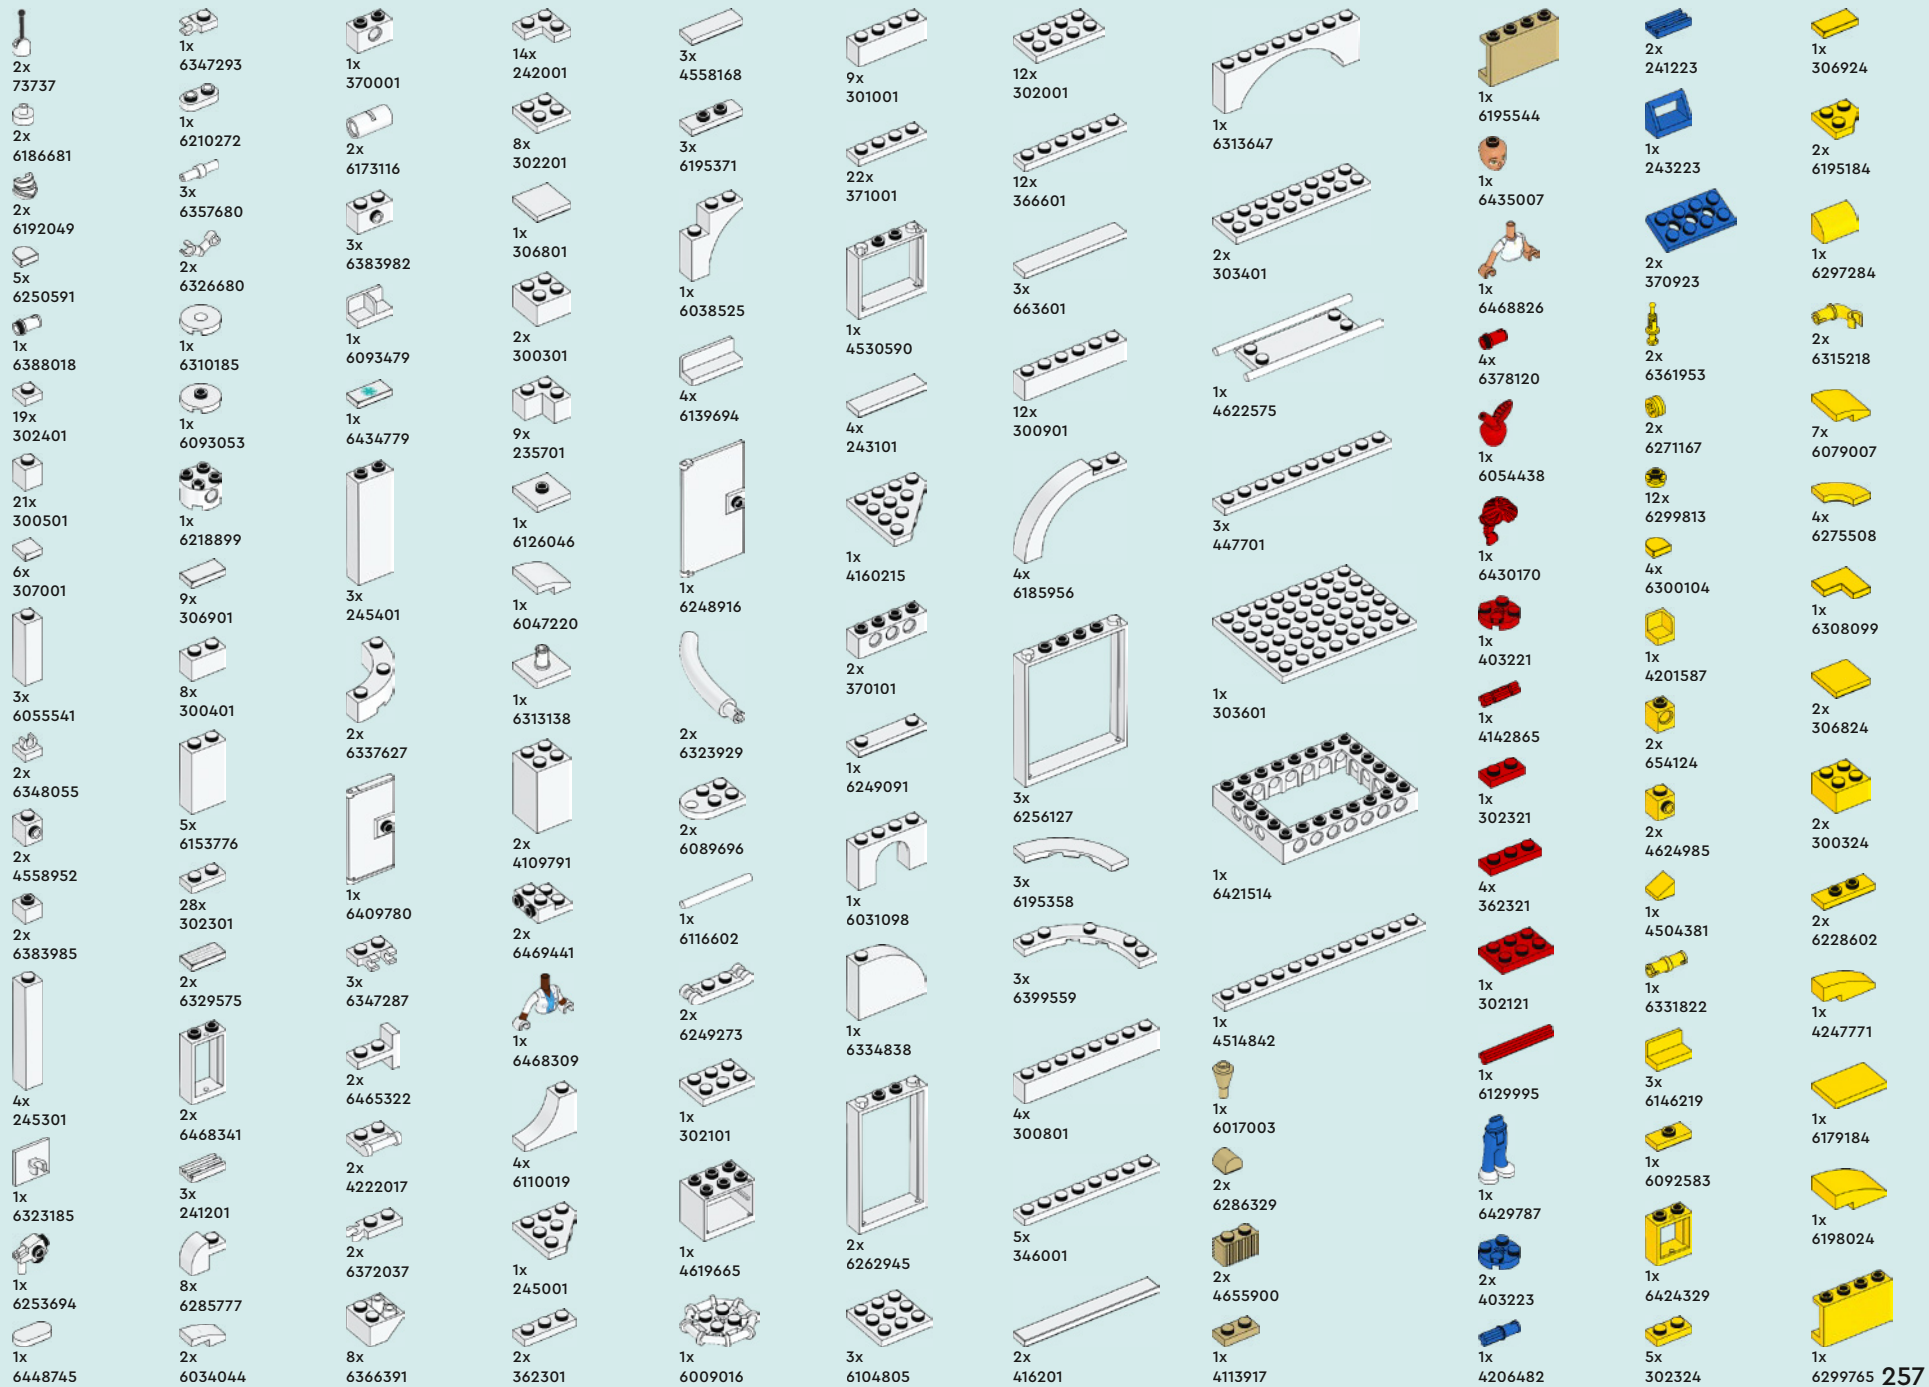 2x
73737
2x
6186681
2x
6192049
5x
6250591
1x
6388018
19x
302401
21x
300501
6x
307001
3x
6055541
2x
6348055
2x
4558952
2x
6383985
4x
245301
1x
6323185
1x
6253694
1x
6448745
1x
6347293
1x
6210272
3x
6357680
2x
6326680
1x
6310185
1x
6093053
1x
6218899
9x
306901
8x
300401
5x
6153776
28x
302301
2x
6329575
2x
6468341
3x
241201
8x
6285777
2x
6034044
1x
370001
2x
6173116
3x
6383982
1x
6093479
1x
6434779
3x
245401
2x
6337627
1x
6409780
3x
6347287
2x
6465322
2x
4222017
2x
6372037
8x
6366391
14x
242001
8x
302201
1x
306801
2x
300301
9x
235701
1x
6126046
1x
6047220
1x
6313138
2x
4109791
2x
6469441
1x
6468309
4x
6110019
1x
245001
2x
362301
3x
4558168
3x
6195371
1x
6038525
4x
6139694
1x
6248916
2x
6323929
2x
6089696
1x
6116602
2x
6249273
1x
302101
1x
4619665
1x
6009016
9x
301001
22x
371001
1x
4530590
4x
243101
1x
4160215
2x
370101
1x
6249091
1x
6031098
1x
6334838
2x
6262945
3x
6104805
12x
302001
12x
366601
3x
663601
12x
300901
4x
6185956
3x
6256127
3x
6195358
3x
6399559
4x
300801
5x
346001
2x
416201
1x
6313647
2x
303401
1x
4622575
3x
447701
1x
303601
1x
6421514
1x
4514842
1x
6017003
2x
6286329
2x
4655900
1x
4113917
1x
6195544
1x
6435007
1x
6468826
4x
6378120
1x
6054438
1x
6430170
1x
403221
1x
4142865
1x
302321
4x
362321
1x
302121
1x
6129995
1x
6429787
2x
403223
1x
4206482
2x
241223
1x
243223
2x
370923
2x
6361953
2x
6271167
12x
6299813
4x
6300104
1x
4201587
2x
654124
2x
4624985
1x
4504381
1x
6331822
3x
6146219
1x
6092583
1x
6424329
5x
302324
1x
306924
2x
6195184
1x
6297284
2x
6315218
7x
6079007
4x
6275508
1x
6308099
2x
306824
2x
300324
2x
6228602
1x
4247771
1x
6179184
1x
6198024
1x
6299765
257